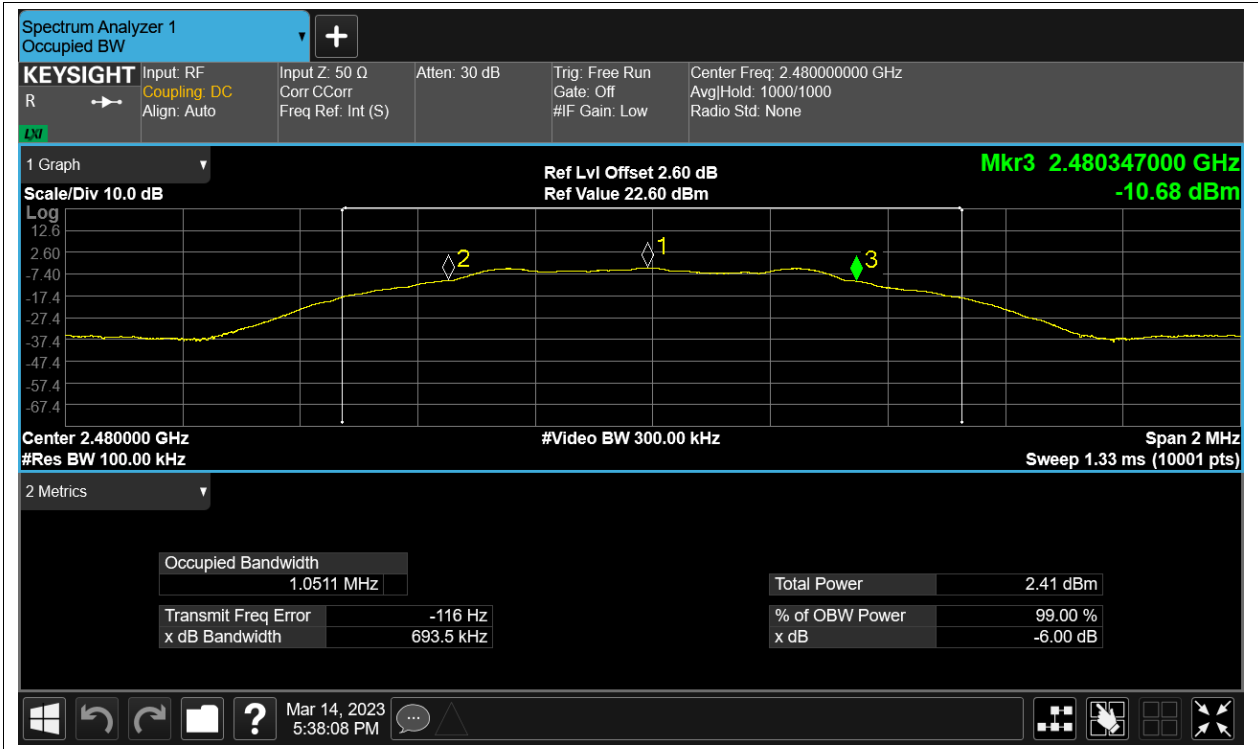 Spectrum Analyzer 1
Occupied BW
KEYSIGHT
R
LXI
Input: RF
Coupling: DC
Align: Auto
Input Z: 50 Ω
Corr CCorr
Freq Ref: Int (S)
Atten: 30 dB
Trig: Free Run
Gate: Off
#IF Gain: Low
Center Freq: 2.480000000 GHz
Avg|Hold: 1000/1000
Radio Std: None
1 Graph
Scale/Div 10.0 dB
Ref Lvl Offset 2.60 dB
Ref Value 22.60 dBm
Mkr3 2.480347000 GHz
-10.68 dBm
Log
12.6
2.60
-7.40
-17.4
-27.4
-37.4
-47.4
-57.4
-67.4
2
1
3
Center 2.480000 GHz
#Res BW 100.00 kHz
#Video BW 300.00 kHz
Span 2 MHz
Sweep 1.33 ms (10001 pts)
2 Metrics
Occupied Bandwidth
1.0511 MHz
Transmit Freq Error -116 Hz
x dB Bandwidth 693.5 kHz
Total Power 2.41 dBm
% of OBW Power 99.00 %
x dB -6.00 dB
?
Mar 14, 2023
5:38:08 PM